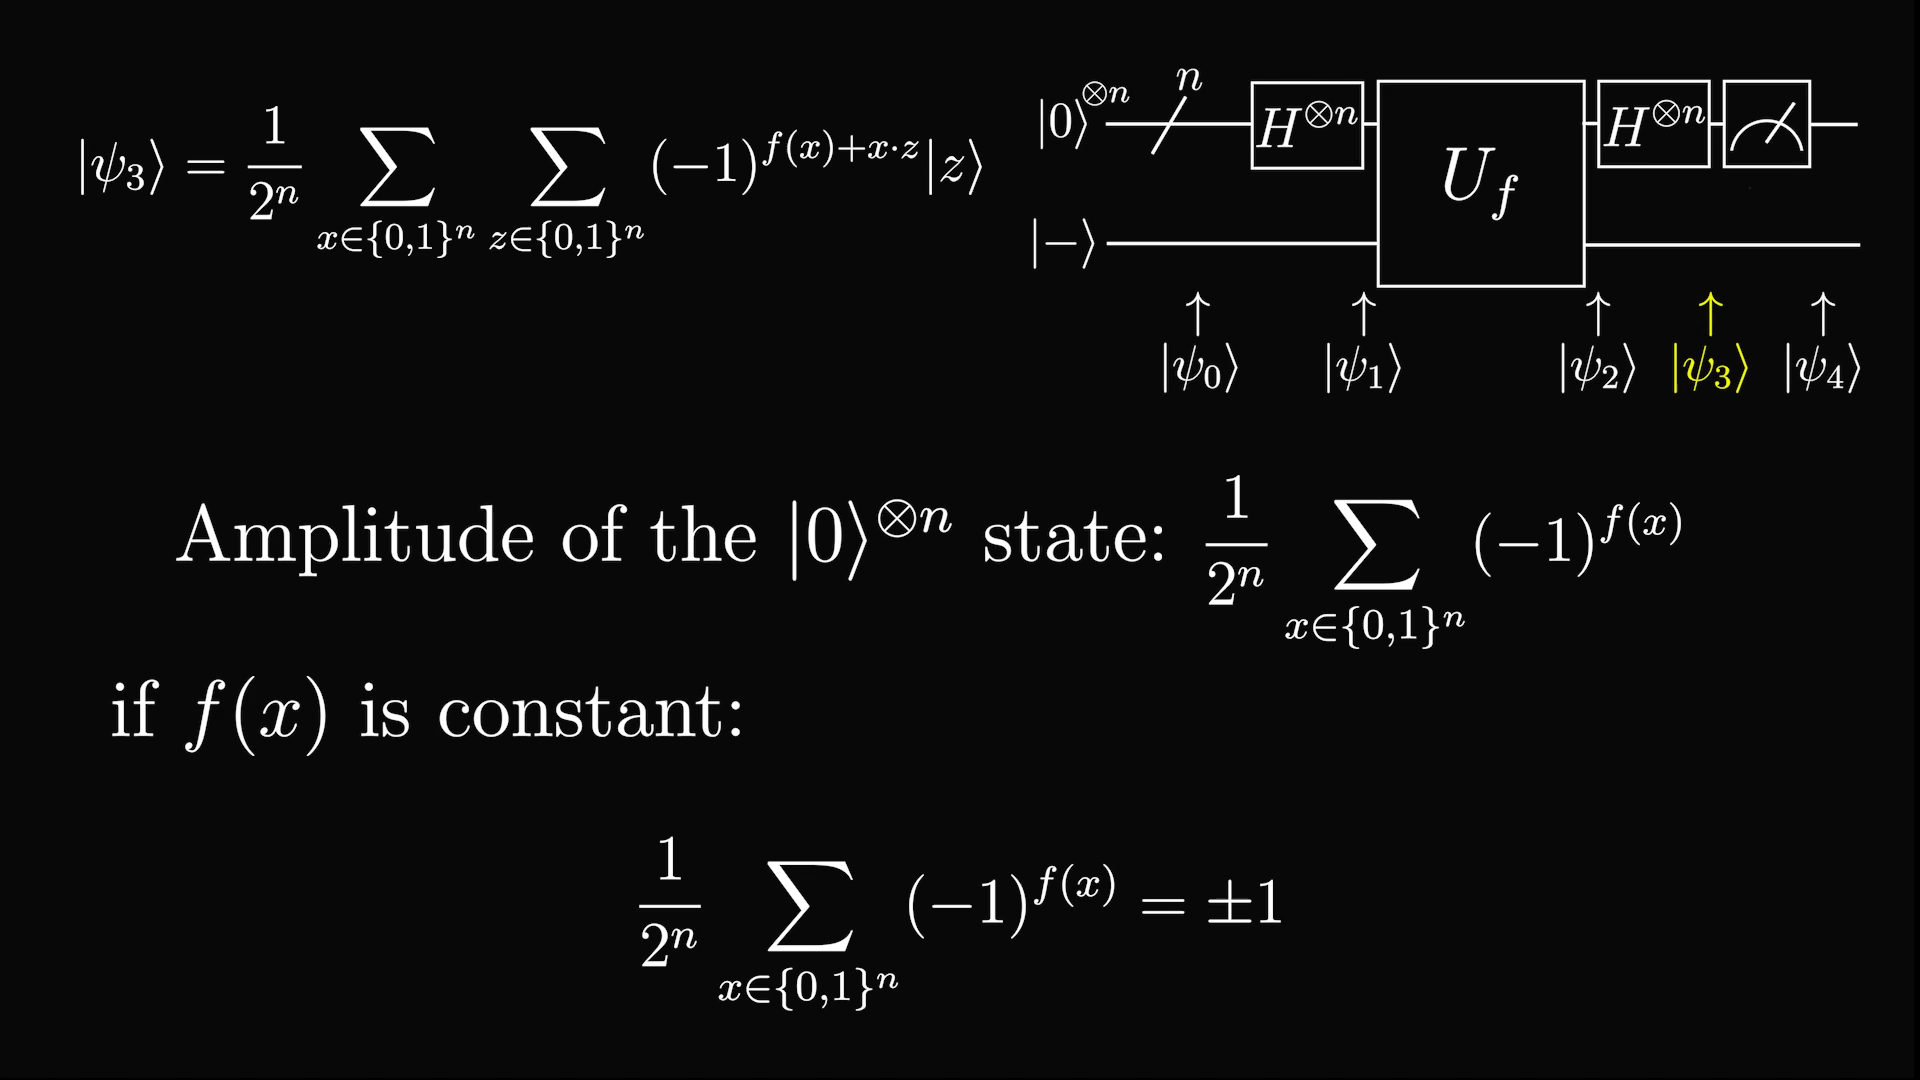 |ψ₃⟩ = 1/2ⁿ ∑_{x∈{0,1}ⁿ} ∑_{z∈{0,1}ⁿ} (−1)^{f(x)+x·z}|z⟩
|0⟩^{⊗n} n H^{⊗n} U_f H^{⊗n}
|−⟩
↑ ↑ ↑ ↑ ↑
|ψ₀⟩ |ψ₁⟩ |ψ₂⟩ |ψ₃⟩ |ψ₄⟩
Amplitude of the |0⟩^{⊗n} state: 1/2ⁿ ∑_{x∈{0,1}ⁿ} (−1)^{f(x)}
if f(x) is constant:
1/2ⁿ ∑_{x∈{0,1}ⁿ} (−1)^{f(x)} = ±1